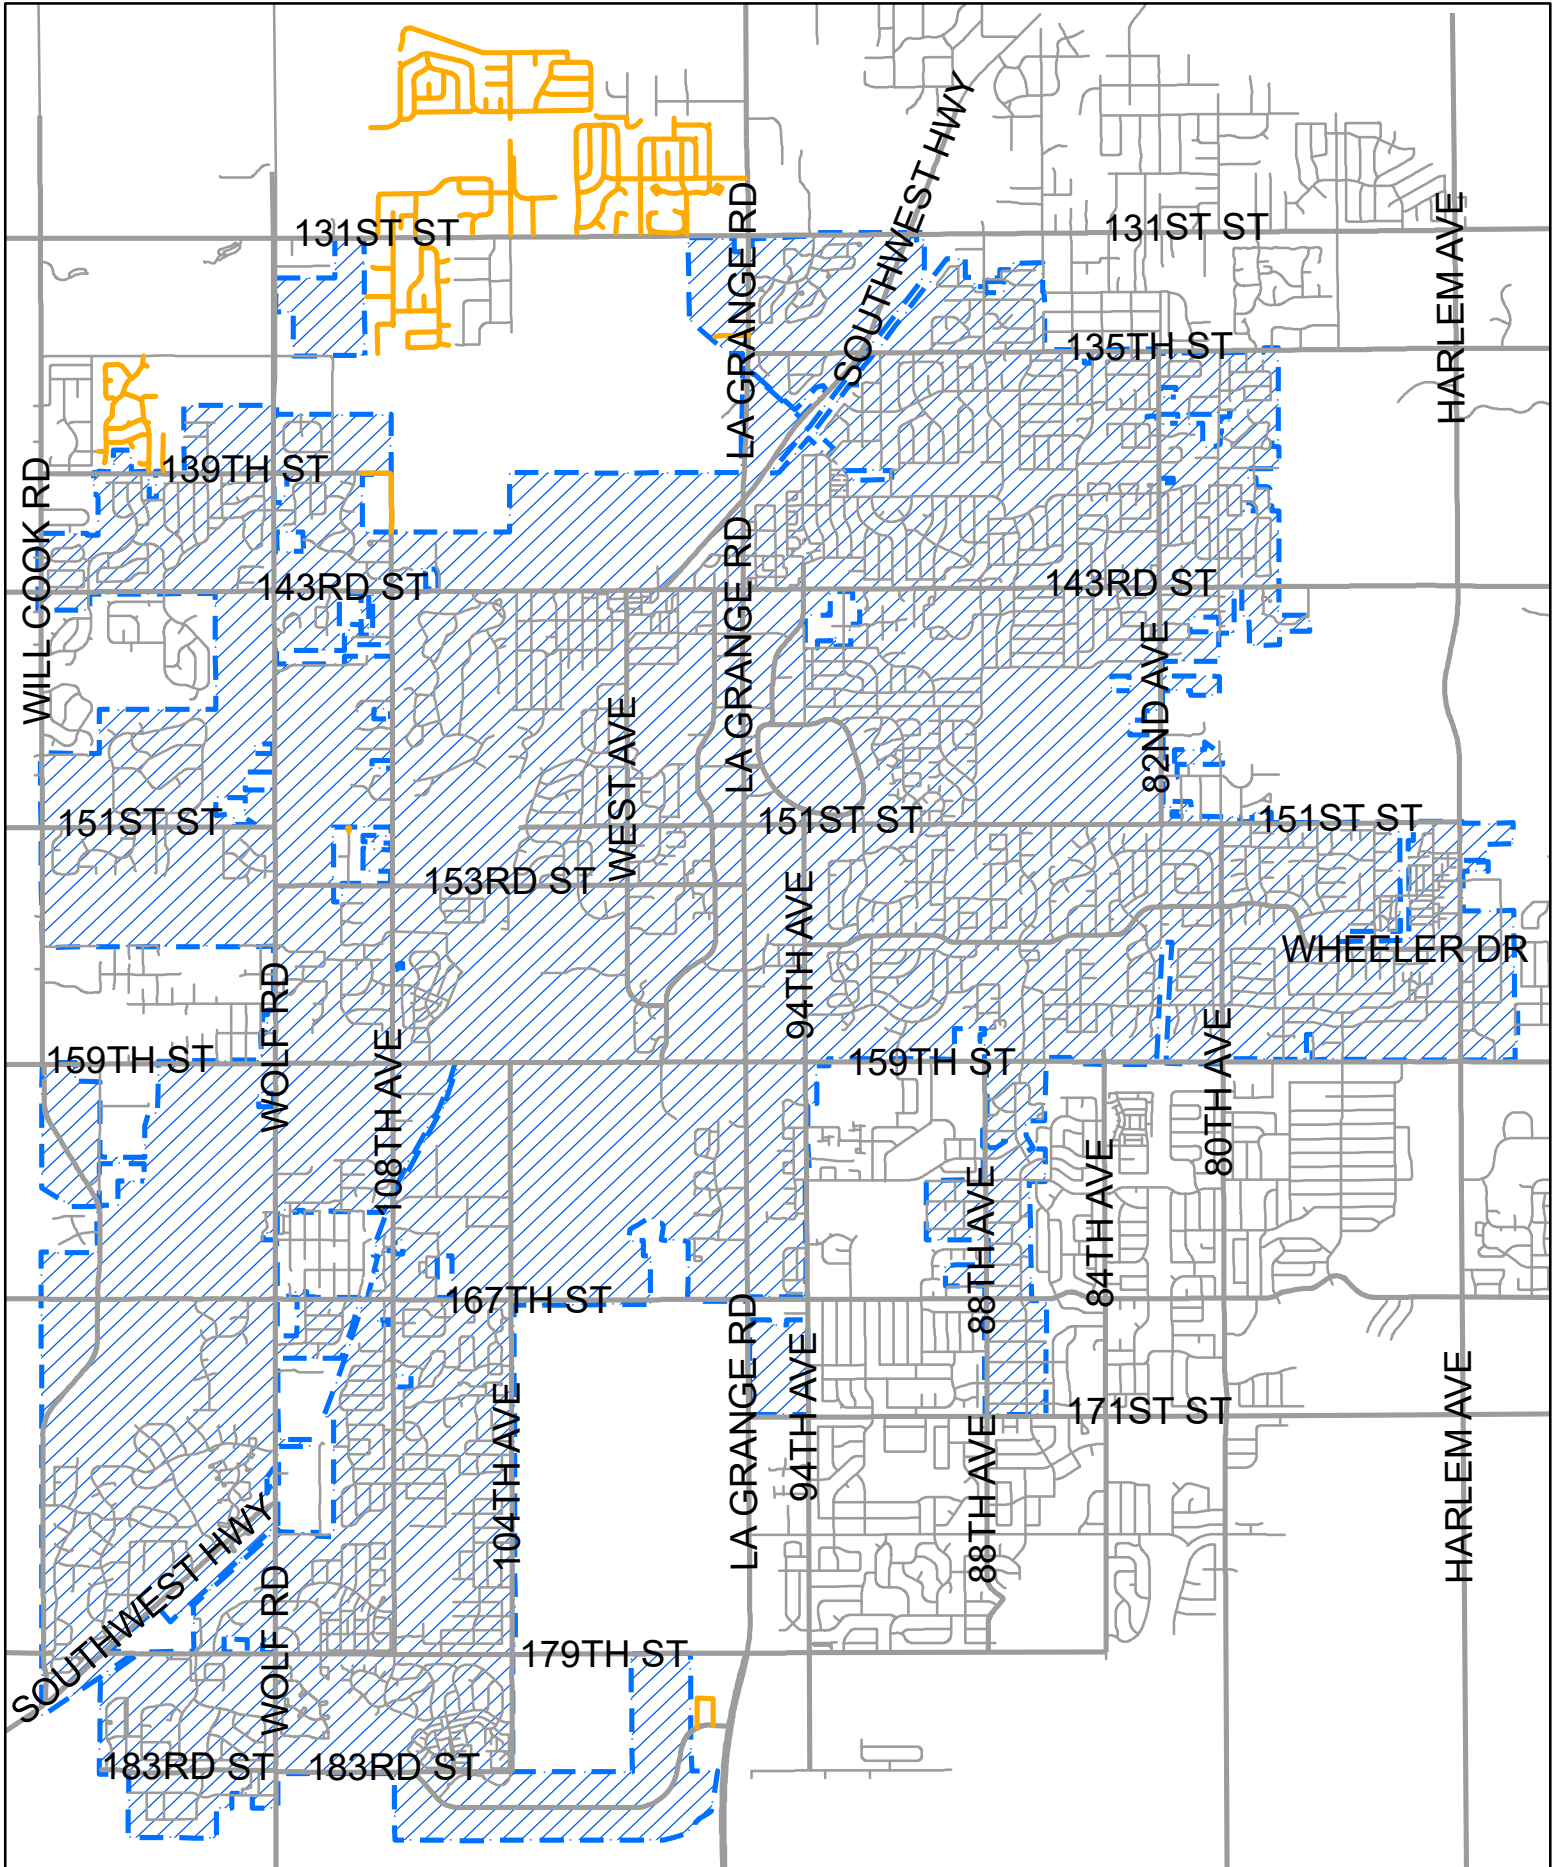 SOUTHWEST HWY
131ST ST
131ST ST
LA GRANGE RD
HARLEM AVE
135TH ST
139TH ST
WILL COOK RD
143RD ST
143RD ST
LA GRANGE RD
82ND AVE
WEST AVE
151ST ST
151ST ST
151ST ST
153RD ST
94TH AVE
WHEELER DR
WOLF RD
159TH ST
108TH AVE
159TH ST
80TH AVE
88TH AVE
84TH AVE
167TH ST
LA GRANGE RD
94TH AVE
HARLEM AVE
104TH AVE
171ST ST
88TH AVE
SOUTHWEST HWY
WOLF RD
179TH ST
183RD ST
183RD ST